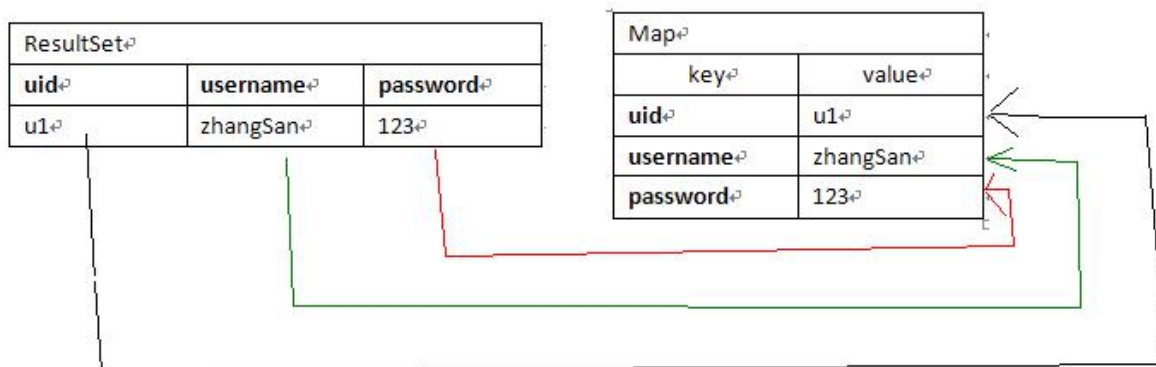 ResultSet
uid username password
u1 zhangSan 123
Map
key value
uid u1
username zhangSan
password 123